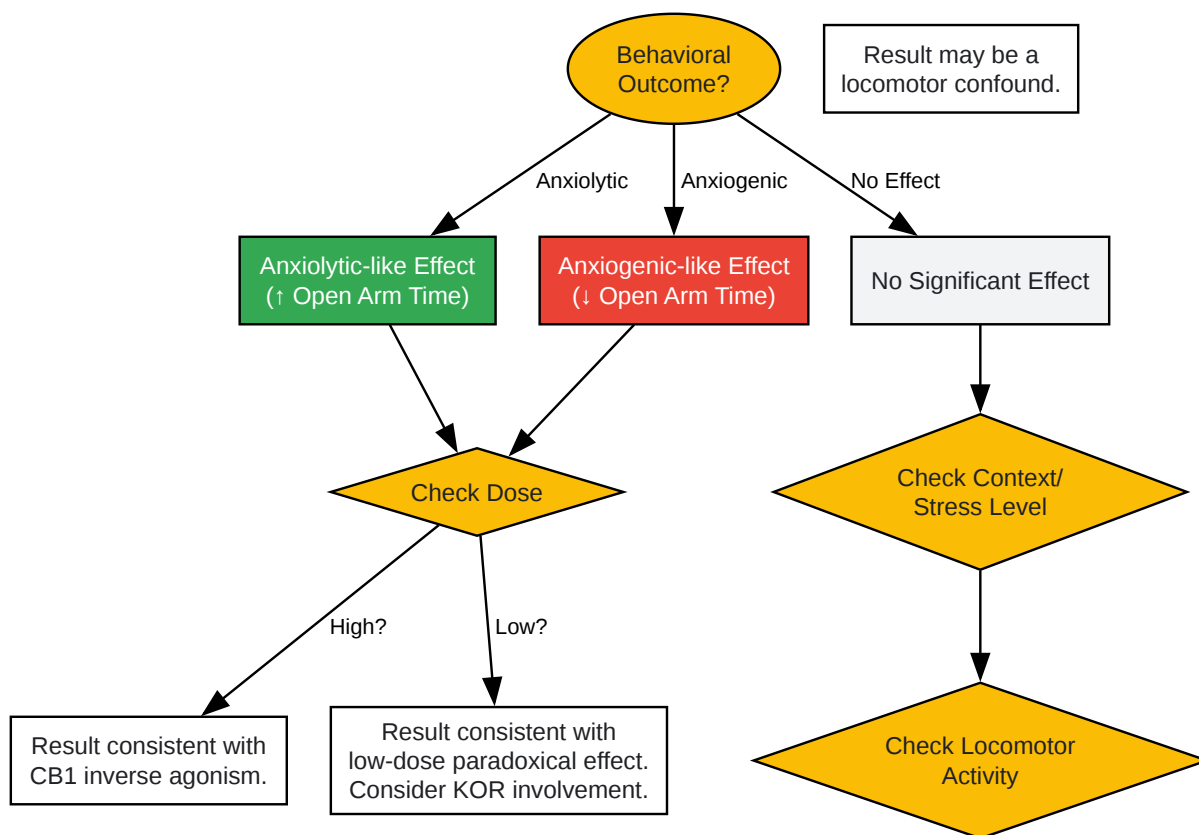 Behavioral
Outcome?
Result may be a
locomotor confound.
Anxiolytic
Anxiogenic
No Effect
Anxiolytic-like Effect
(↑ Open Arm Time)
Anxiogenic-like Effect
(↓ Open Arm Time)
No Significant Effect
Check Dose
Check Context/
Stress Level
High?
Low?
Result consistent with
CB1 inverse agonism.
Result consistent with
low-dose paradoxical effect.
Consider KOR involvement.
Check Locomotor
Activity